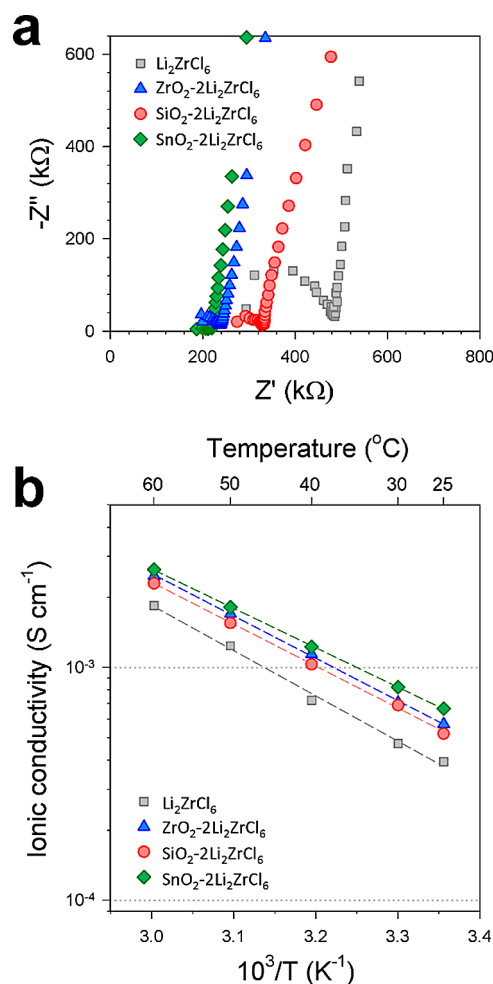 a
600
400
200
0
-Z" (kΩ)
Li₂ZrCl₆
ZrO₂-2Li₂ZrCl₆
SiO₂-2Li₂ZrCl₆
SnO₂-2Li₂ZrCl₆
0 200 400 600 800
Z' (kΩ)
b
Temperature (°C)
60 50 40 30 25
Ionic conductivity (S cm⁻¹)
10⁻³
10⁻⁴
Li₂ZrCl₆
ZrO₂-2Li₂ZrCl₆
SiO₂-2Li₂ZrCl₆
SnO₂-2Li₂ZrCl₆
3.0 3.1 3.2 3.3 3.4
10³/T (K⁻¹)